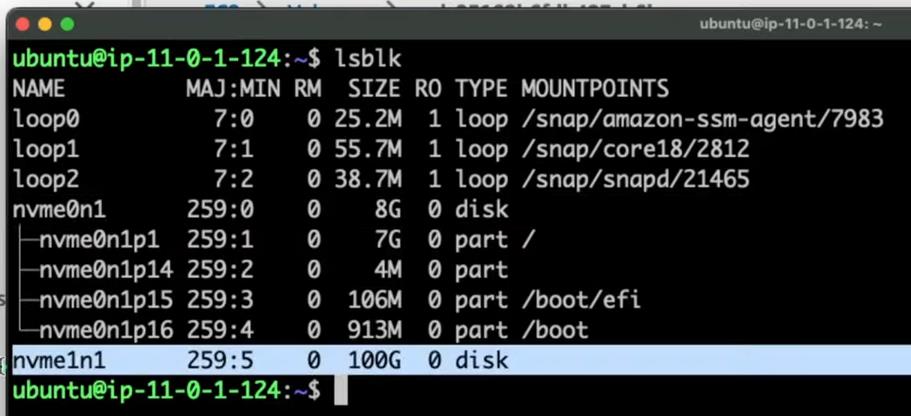 ubuntu@ip-11-0-1-124: ~
ubuntu@ip-11-0-1-124:~$ lsblk
NAME         MAJ:MIN RM   SIZE RO TYPE MOUNTPOINTS
loop0          7:0    0  25.2M  1 loop /snap/amazon-ssm-agent/7983
loop1          7:1    0  55.7M  1 loop /snap/core18/2812
loop2          7:2    0  38.7M  1 loop /snap/snapd/21465
nvme0n1      259:0    0     8G  0 disk
├─nvme0n1p1  259:1    0     7G  0 part /
├─nvme0n1p14 259:2    0     4M  0 part
├─nvme0n1p15 259:3    0   106M  0 part /boot/efi
└─nvme0n1p16 259:4    0   913M  0 part /boot
nvme1n1      259:5    0   100G  0 disk
ubuntu@ip-11-0-1-124:~$